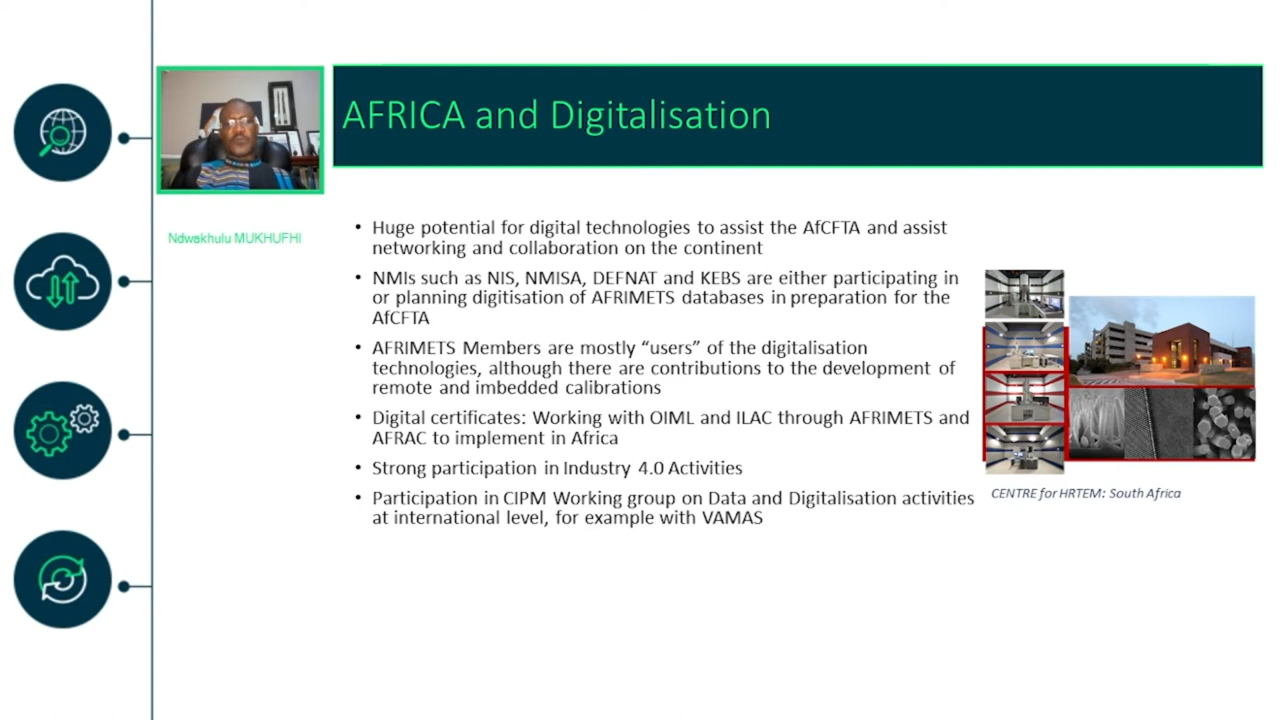 AFRICA and Digitalisation
Ndwakhulu MUKHUFHI
• Huge potential for digital technologies to assist the AfCFTA and assist
networking and collaboration on the continent
• NMIs such as NIS, NMISA, DEFNAT and KEBS are either participating in
or planning digitisation of AFRIMETS databases in preparation for the
AfCFTA
• AFRIMETS Members are mostly “users” of the digitalisation
technologies, although there are contributions to the development of
remote and imbedded calibrations
• Digital certificates: Working with OIML and ILAC through AFRIMETS and
AFRAC to implement in Africa
• Strong participation in Industry 4.0 Activities
• Participation in CIPM Working group on Data and Digitalisation activities
at international level, for example with VAMAS
CENTRE for HRTEM: South Africa